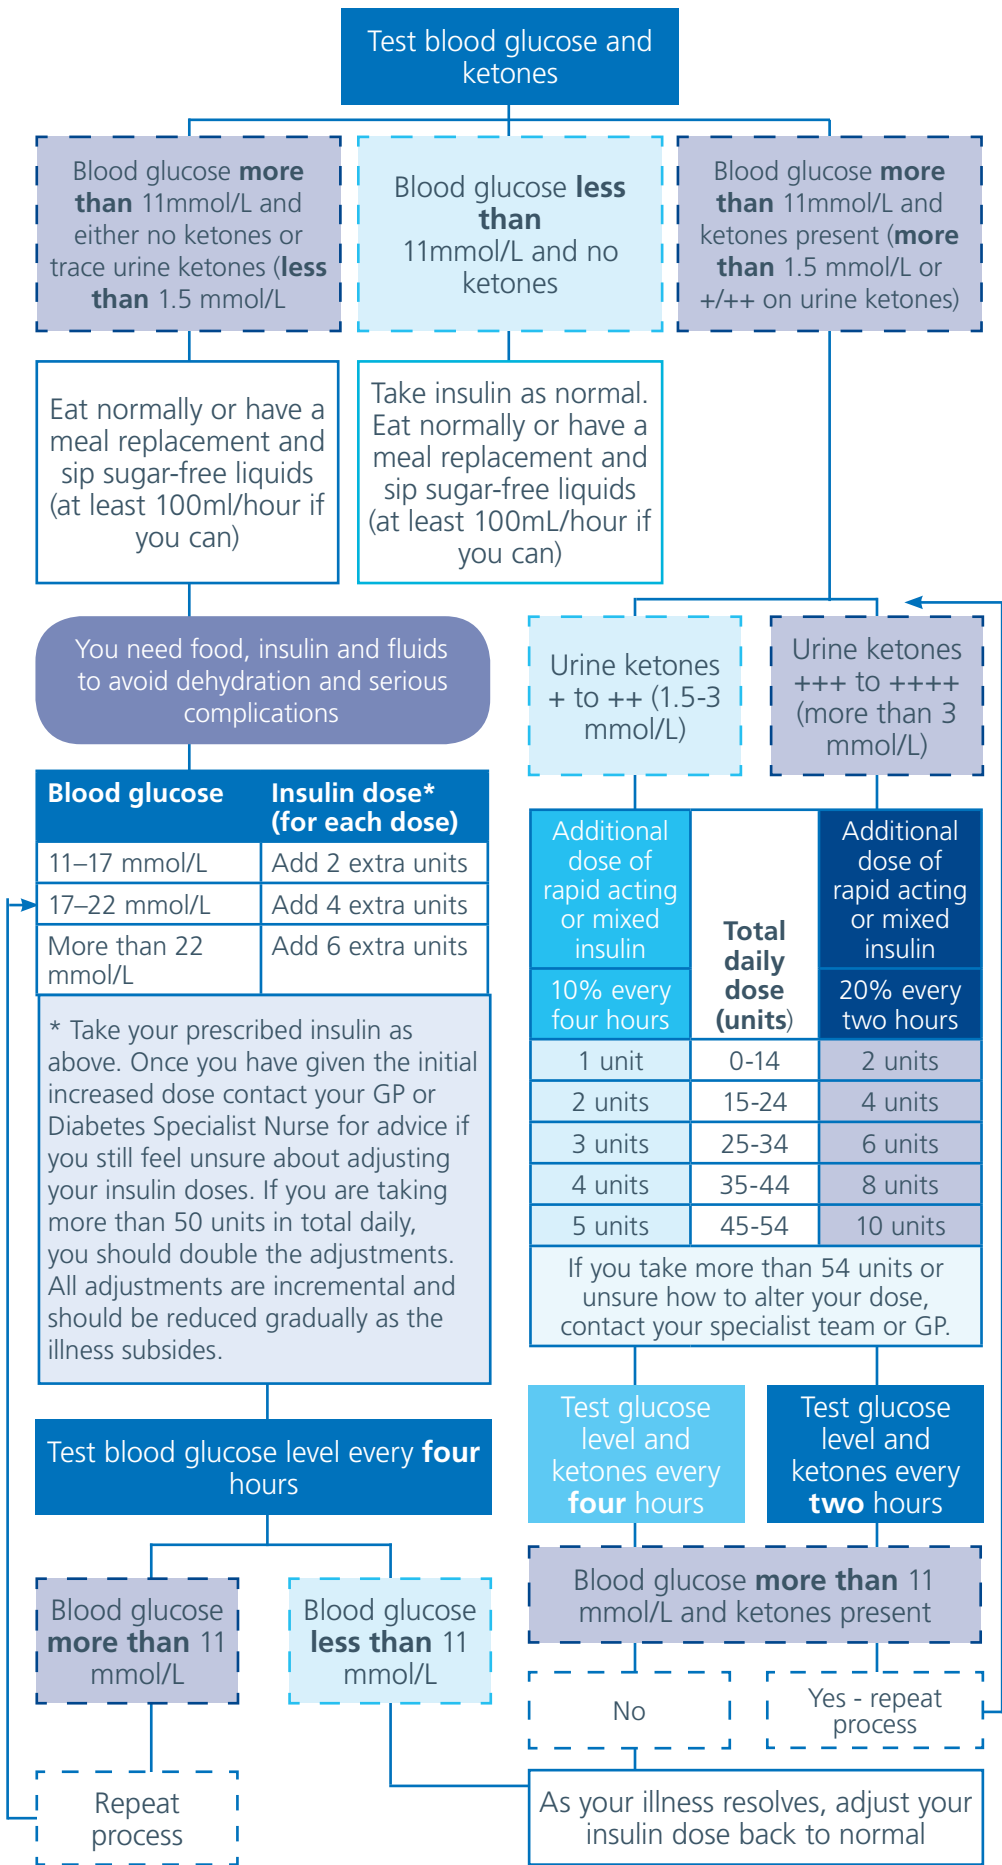 Test blood glucose and
ketones
Blood glucose more
than 11mmol/L and
either no ketones or
trace urine ketones (less
than 1.5 mmol/L
Blood glucose less
than
11mmol/L and no
ketones
Blood glucose more
than 11mmol/L and
ketones present (more
than 1.5 mmol/L or
+/++ on urine ketones)
Eat normally or have a
meal replacement and
sip sugar-free liquids
(at least 100ml/hour if
you can)
Take insulin as normal.
Eat normally or have a
meal replacement and
sip sugar-free liquids
(at least 100mL/hour if
you can)
You need food, insulin and fluids
to avoid dehydration and serious
complications
Blood glucose
Insulin dose*
(for each dose)
11–17 mmol/L
Add 2 extra units
17–22 mmol/L
Add 4 extra units
More than 22
mmol/L
Add 6 extra units
* Take your prescribed insulin as
above. Once you have given the initial
increased dose contact your GP or
Diabetes Specialist Nurse for advice if
you still feel unsure about adjusting
your insulin doses. If you are taking
more than 50 units in total daily,
you should double the adjustments.
All adjustments are incremental and
should be reduced gradually as the
illness subsides.
Test blood glucose level every four
hours
Blood glucose
more than 11
mmol/L
Blood glucose
less than 11
mmol/L
Repeat
process
Urine ketones
+ to ++ (1.5-3
mmol/L)
Urine ketones
+++ to ++++
(more than 3
mmol/L)
Additional
dose of
rapid acting
or mixed
insulin
10% every
four hours
Total
daily
dose
(units)
Additional
dose of
rapid acting
or mixed
insulin
20% every
two hours
1 unit
0-14
2 units
2 units
15-24
4 units
3 units
25-34
6 units
4 units
35-44
8 units
5 units
45-54
10 units
If you take more than 54 units or
unsure how to alter your dose,
contact your specialist team or GP.
Test glucose
level and
ketones every
four hours
Test glucose
level and
ketones every
two hours
Blood glucose more than 11
mmol/L and ketones present
No
Yes - repeat
process
As your illness resolves, adjust your
insulin dose back to normal